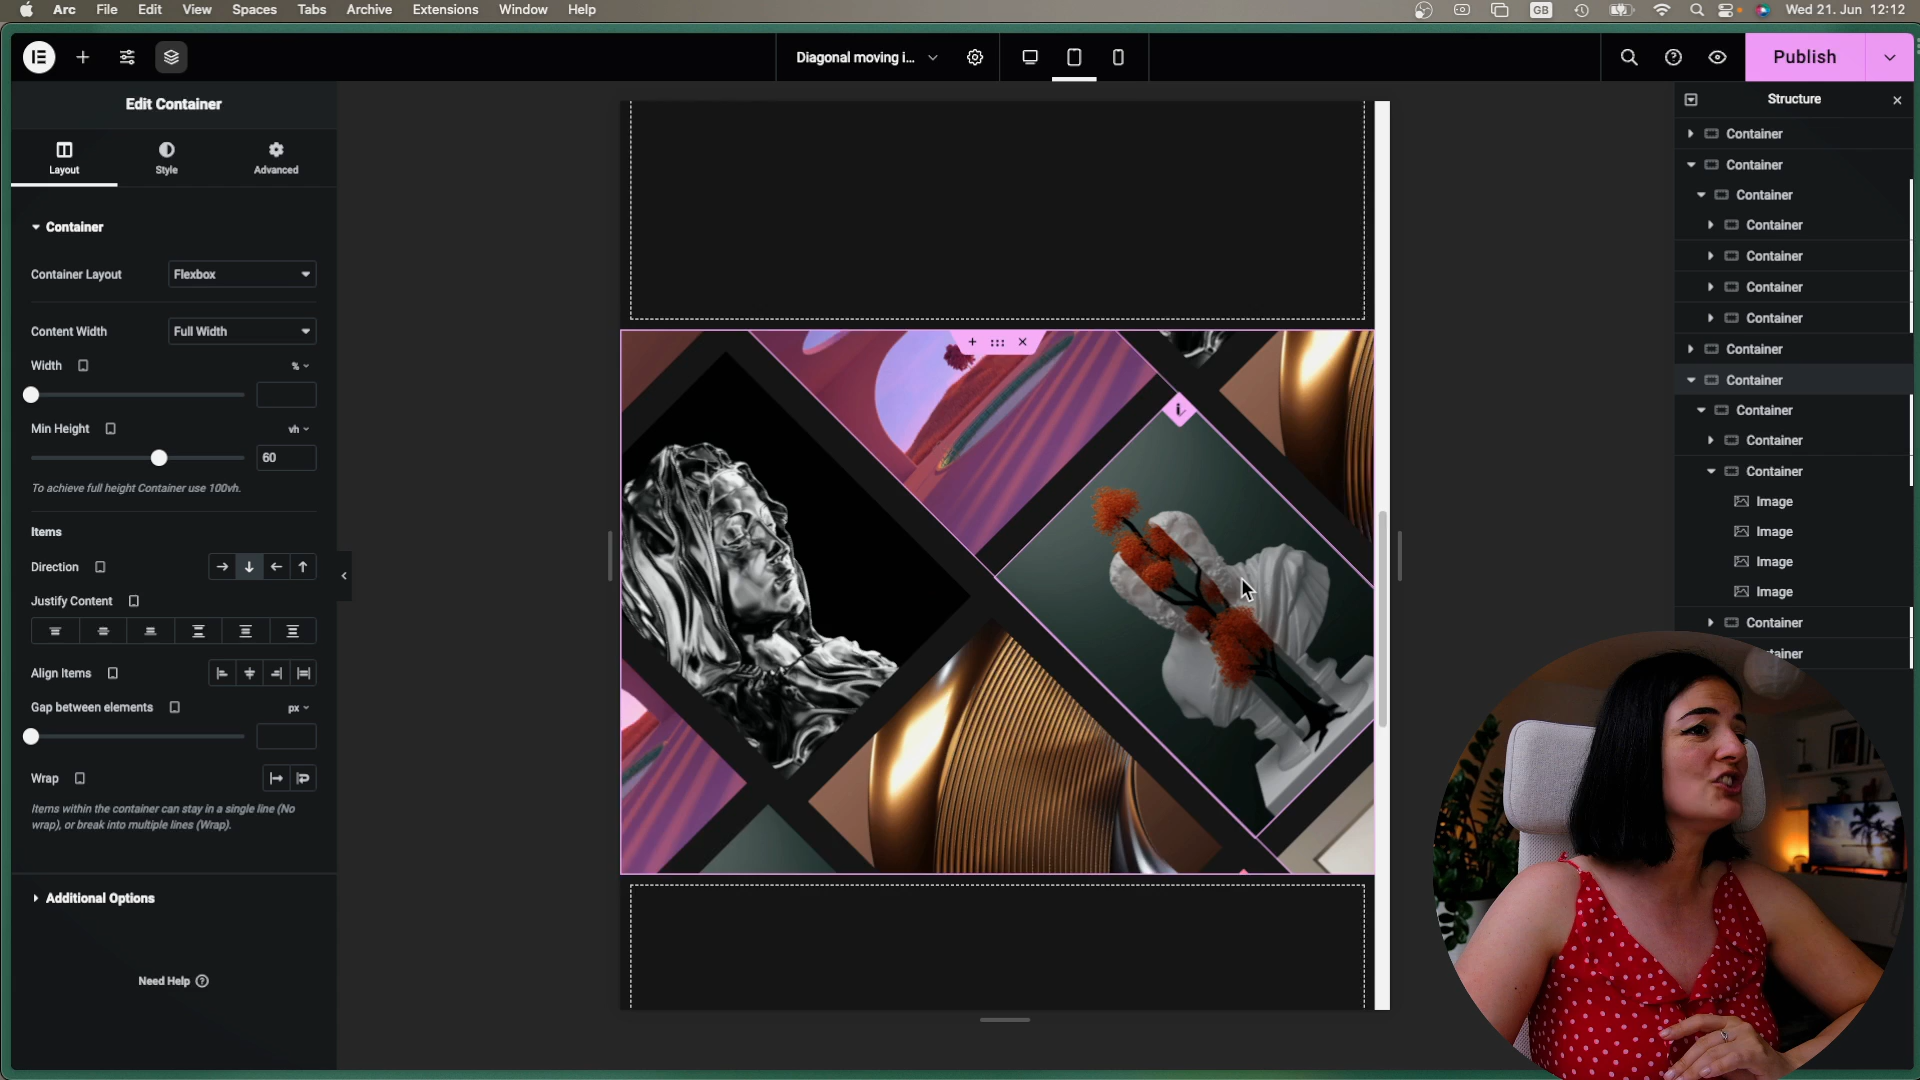 Arc File Edit View Spaces Tabs Archive Extensions Window Help
GB
Wed 21. Jun 12:12
Diagonal moving i...
Publish
Edit Container
Layout
Style
Advanced
Container
Container Layout
Flexbox
Content Width
Full Width
Width
%
Min Height
vh
60
To achieve full height Container use 100vh.
Items
Direction
Justify Content
Align Items
Gap between elements
px
Wrap
Items within the container can stay in a single line (No
wrap), or break into multiple lines (Wrap).
Additional Options
Need Help
Structure
Container
Container
Container
Container
Container
Container
Container
Container
Container
Container
Container
Container
Image
Image
Image
Image
Container
tainer